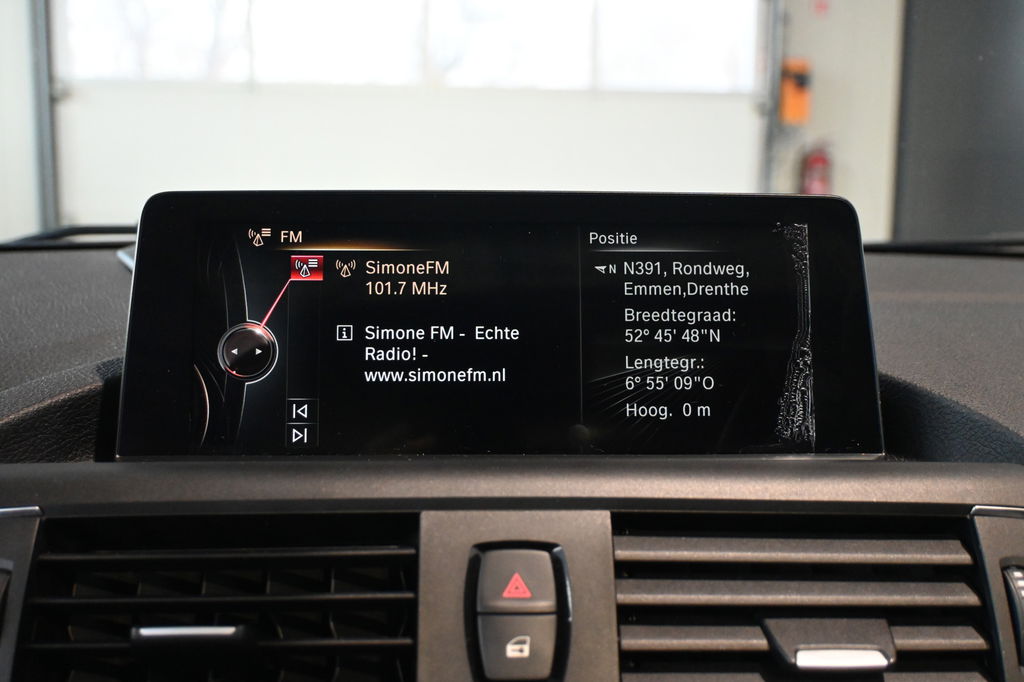 FM
SimoneFM
101.7 MHz
Simone FM - Echte
Radio! -
www.simonefm.nl
Positie
N N391, Rondweg,
Emmen,Drenthe
Breedtegraad:
52° 45' 48"N
Lengtegr.:
6° 55' 09"O
Hoog. 0 m